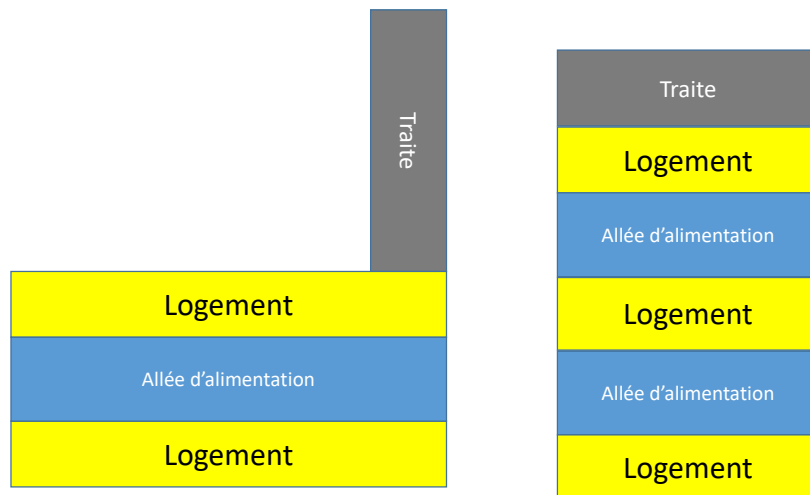 Traite
Logement
Allée d'alimentation
Logement
Traite
Logement
Allée d'alimentation
Logement
Allée d'alimentation
Logement